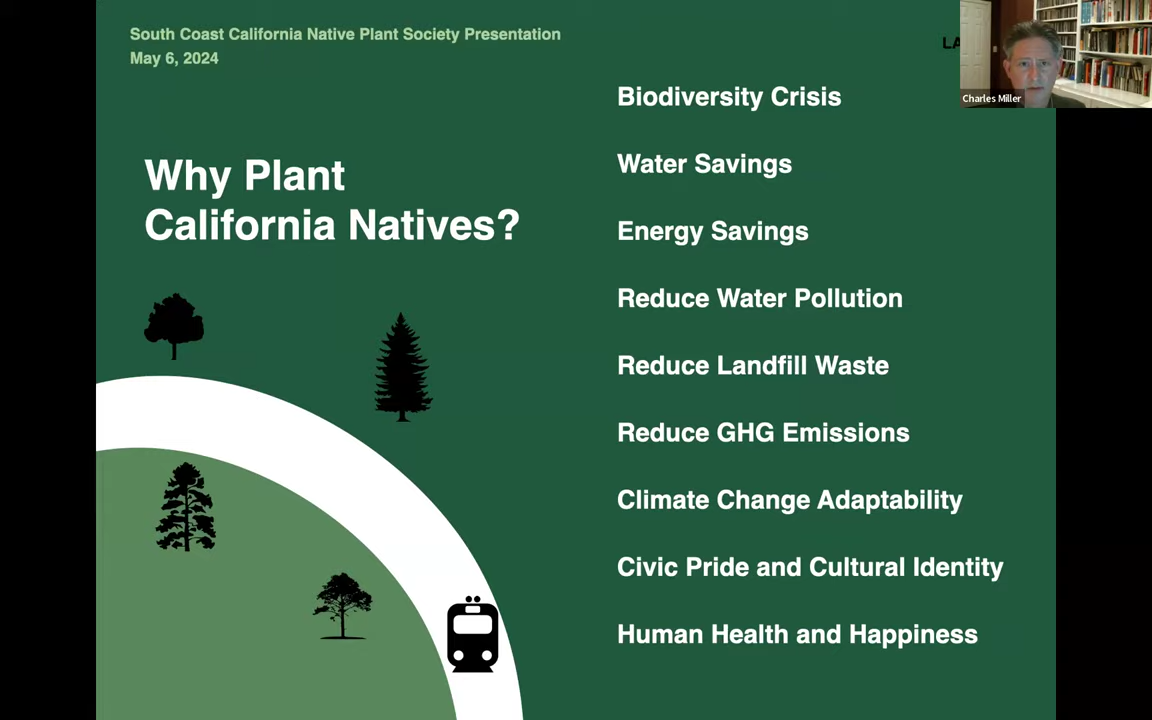 South Coast California Native Plant Society Presentation
May 6, 2024
LA
Charles Miller
Why Plant
California Natives?
Biodiversity Crisis
Water Savings
Energy Savings
Reduce Water Pollution
Reduce Landfill Waste
Reduce GHG Emissions
Climate Change Adaptability
Civic Pride and Cultural Identity
Human Health and Happiness